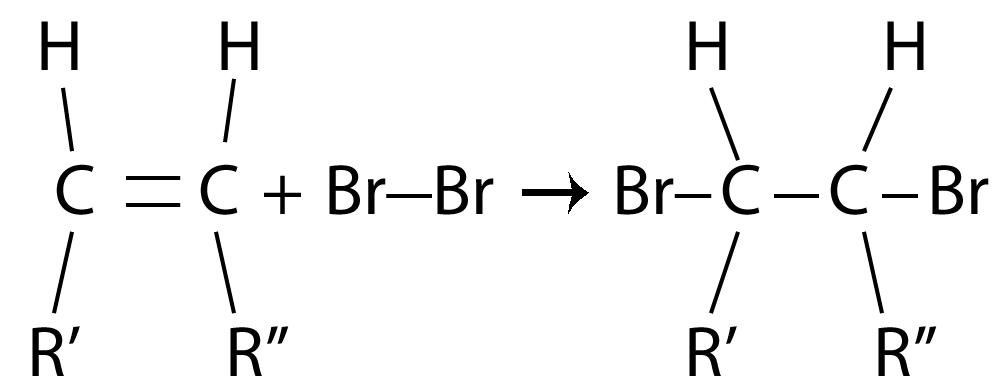 H H H H
C = C + Br—Br → Br—C—C—Br
R′ R″ R′ R″